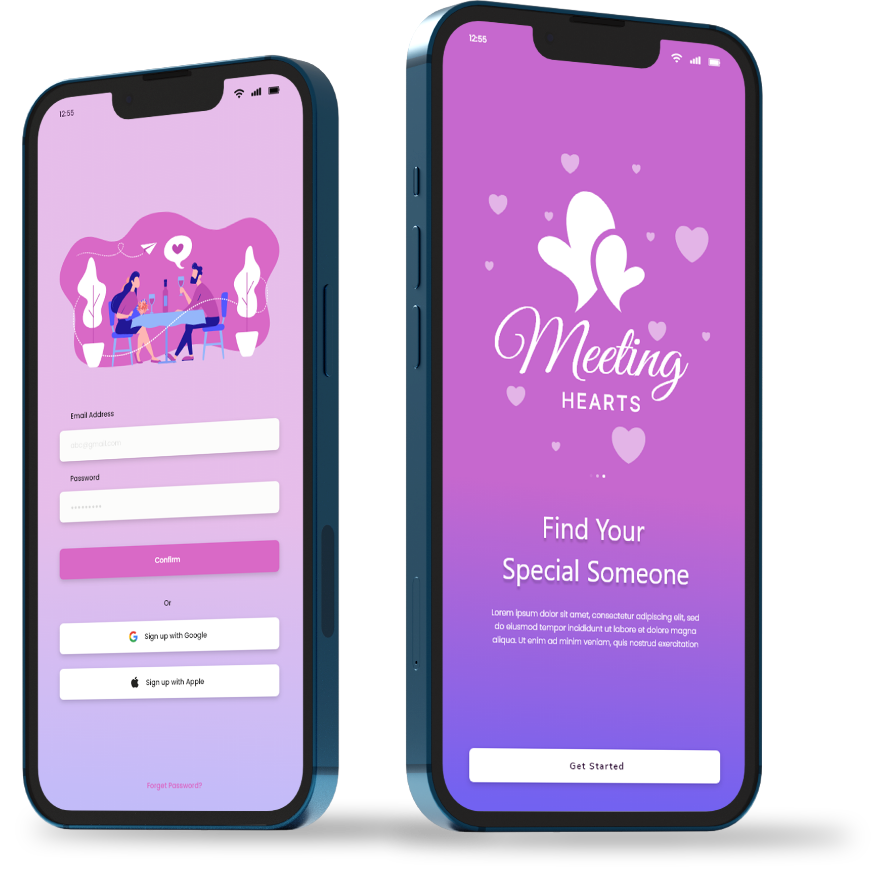 12:55
Email Address
abc@gmail.com
Password
Confirm
Or
Sign up with Google
Sign up with Apple
Forget Password?
12:55
Meeting
HEARTS
Find Your
Special Someone
Lorem ipsum dolor sit amet, consectetur adipiscing elit, sed
do eiusmod tempor incididunt ut labore et dolore magna
aliqua. Ut enim ad minim veniam, quis nostrud exercitation
Get Started